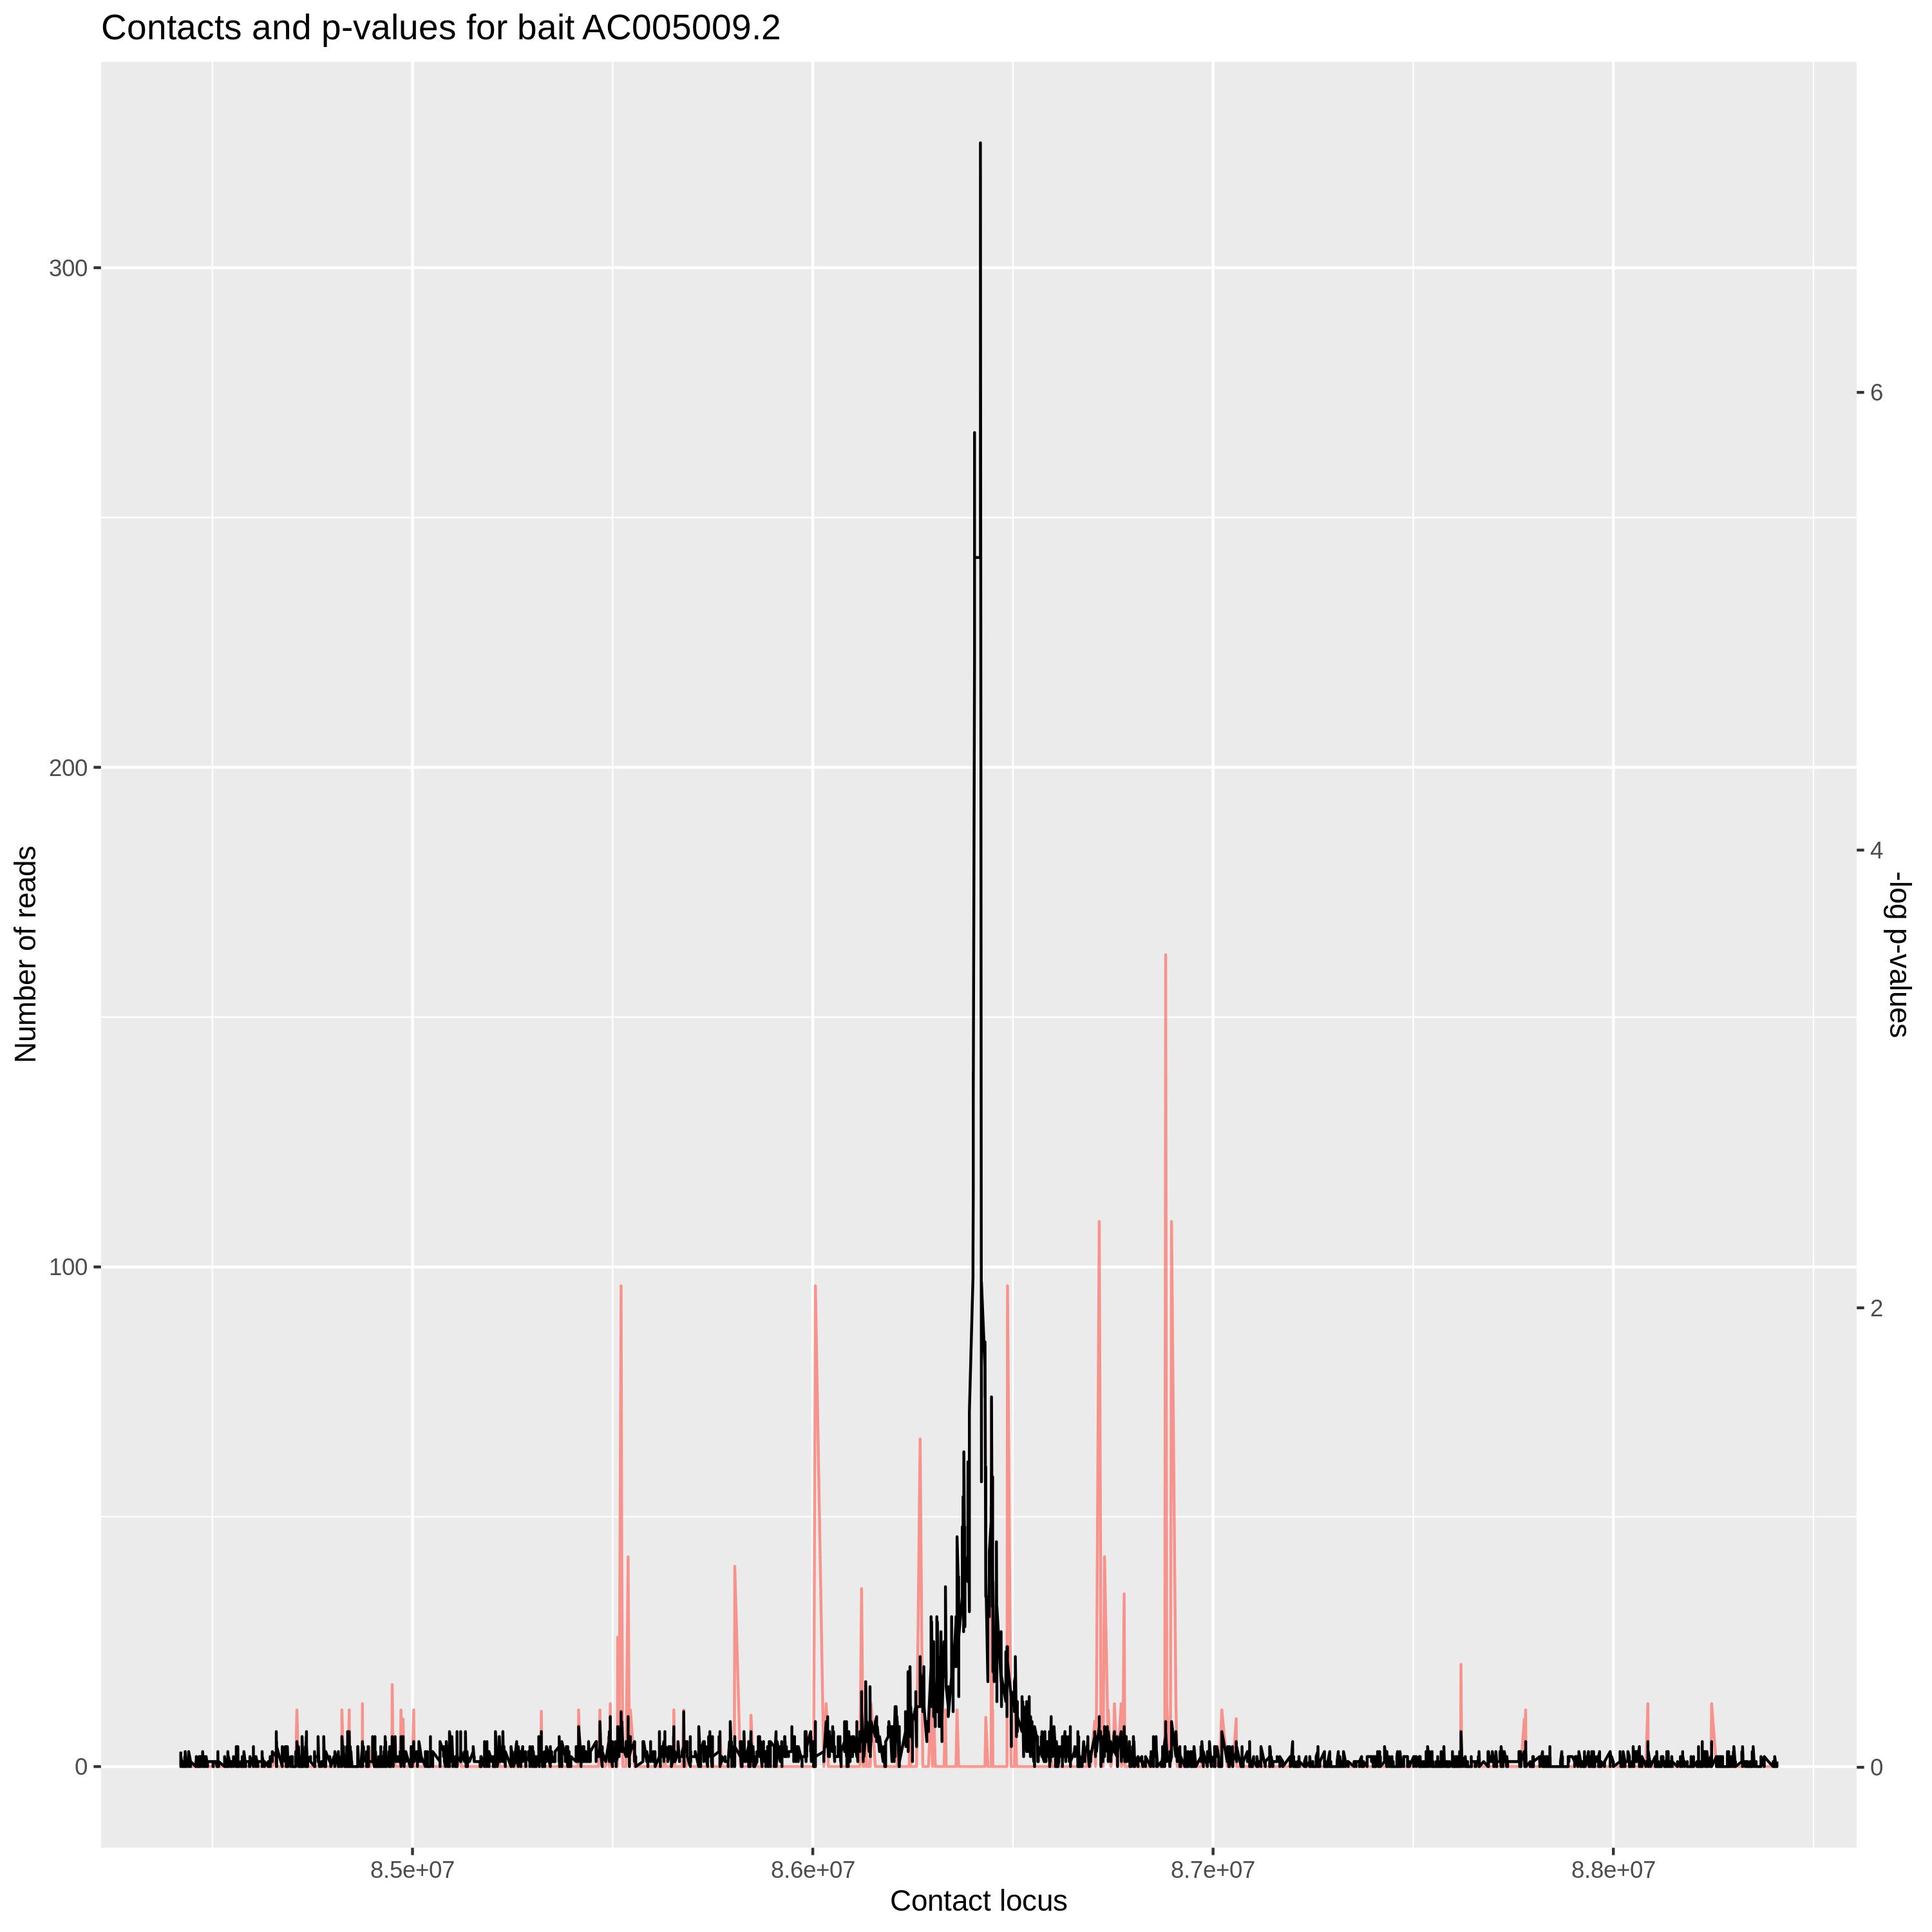 Contacts and p-values for bait AC005009.2
300
200
100
0
Number of reads
6
4
2
0
-log p-values
8.5e+07 8.6e+07 8.7e+07 8.8e+07
Contact locus